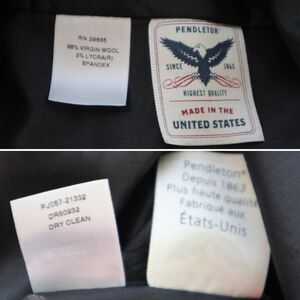 RN 29685
98% VIRGIN WOOL
2% LYCRA(R)
SPANDEX
PENDLETON®
SINCE 1863
HIGHEST QUALITY
MADE IN THE
UNITED STATES
PJ057-21332
DR50932
DRY CLEAN
Pendleton®
Depuis 1863
Plus haute qualité
Fabriqué aux
États-Unis